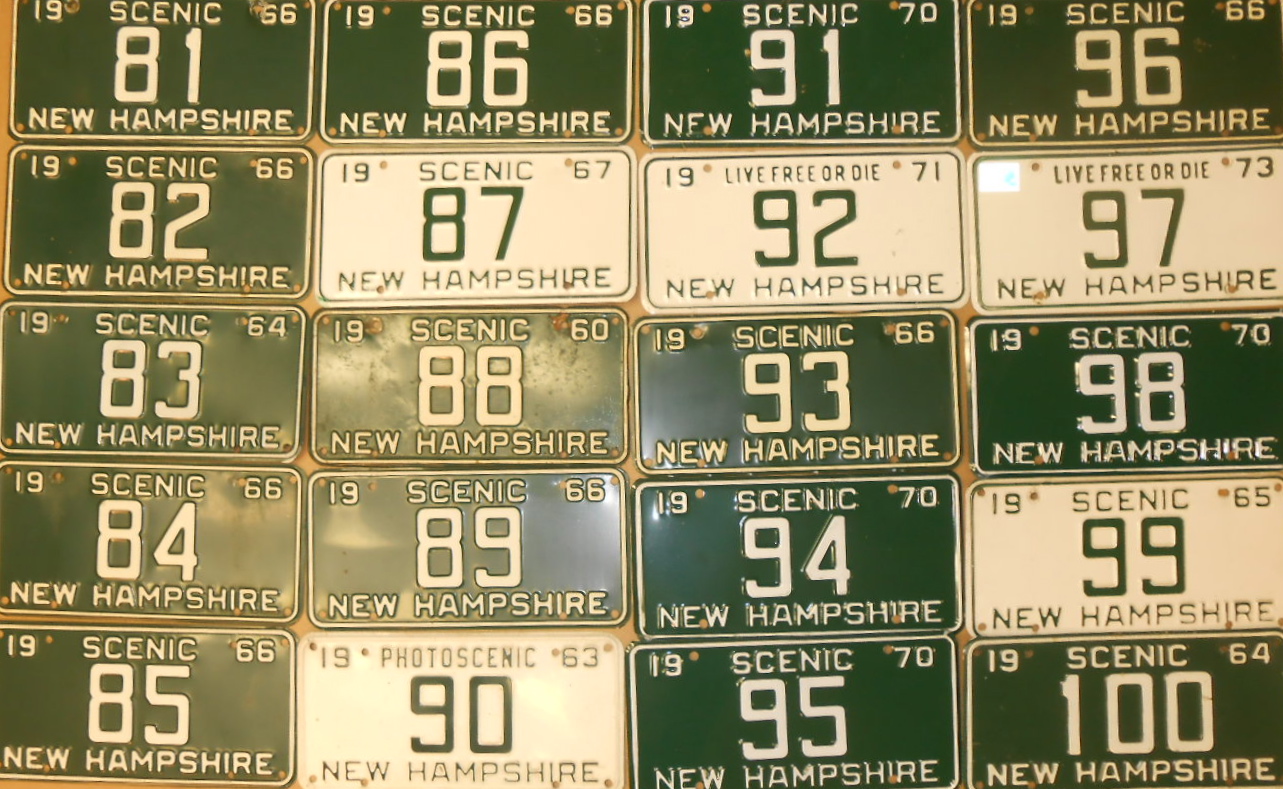 19 SCENIC 66
81
NEW HAMPSHIRE
19 SCENIC 66
86
NEW HAMPSHIRE
19 SCENIC 70
91
NEW HAMPSHIRE
19 SCENIC 66
96
NEW HAMPSHIRE
19 SCENIC 66
82
NEW HAMPSHIRE
19 SCENIC 67
87
NEW HAMPSHIRE
19 LIVE FREE OR DIE 71
92
NEW HAMPSHIRE
LIVE FREE OR DIE 73
97
NEW HAMPSHIRE
19 SCENIC 64
83
NEW HAMPSHIRE
19 SCENIC 60
88
NEW HAMPSHIRE
19 SCENIC 66
93
NEW HAMPSHIRE
19 SCENIC 70
98
NEW HAMPSHIRE
19 SCENIC 66
84
NEW HAMPSHIRE
19 SCENIC 66
89
NEW HAMPSHIRE
19 SCENIC 70
94
NEW HAMPSHIRE
19 SCENIC 65
99
NEW HAMPSHIRE
19 SCENIC 66
85
NEW HAMPSHIRE
19 PHOTOSCENIC 63
90
NEW HAMPSHIRE
19 SCENIC 70
95
NEW HAMPSHIRE
19 SCENIC 64
100
NEW HAMPSHIRE